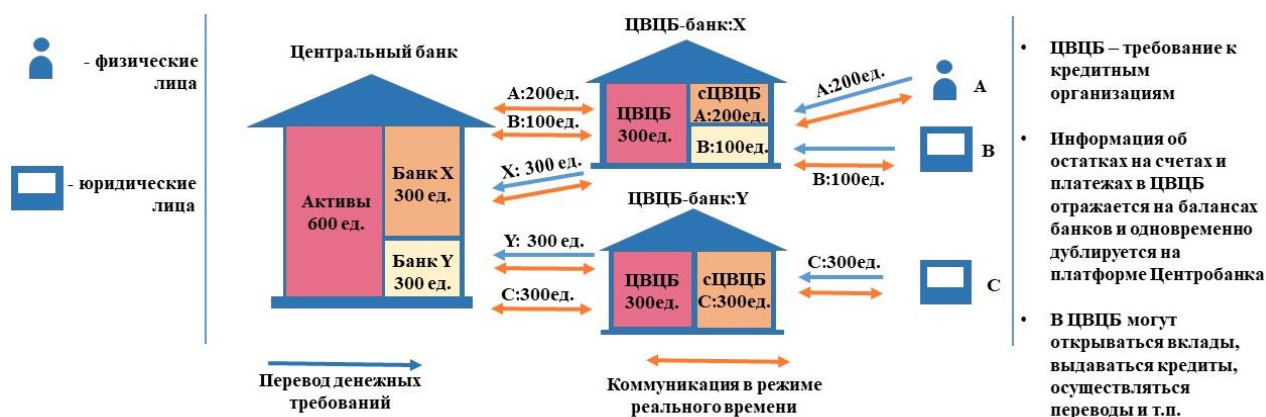 - физические
лица
- юридические
лица
Центральный банк
Активы
600 ед.
Банк X
300 ед.
Банк Y
300 ед.
A:200ед.
B:100ед.
X: 300 ед.
Y: 300 ед.
C:300ед.
ЦВЦБ-банк:X
ЦВЦБ
300ед.
сЦВЦБ
A:200ед.
B:100ед.
ЦВЦБ-банк:Y
ЦВЦБ
300ед.
сЦВЦБ
C:300ед.
A:200ед.
A
B
B:100ед.
C:300ед.
C
Перевод денежных
требований
Коммуникация в режиме
реального времени
• ЦВЦБ – требование к
кредитным
организациям
• Информация об
остатках на счетах и
платежах в ЦВЦБ
отражается на балансах
банков и одновременно
дублируется на
платформе Центробанка
• В ЦВЦБ могут
открываться вклады,
выдаваться кредиты,
осуществляться
переводы и т.п.